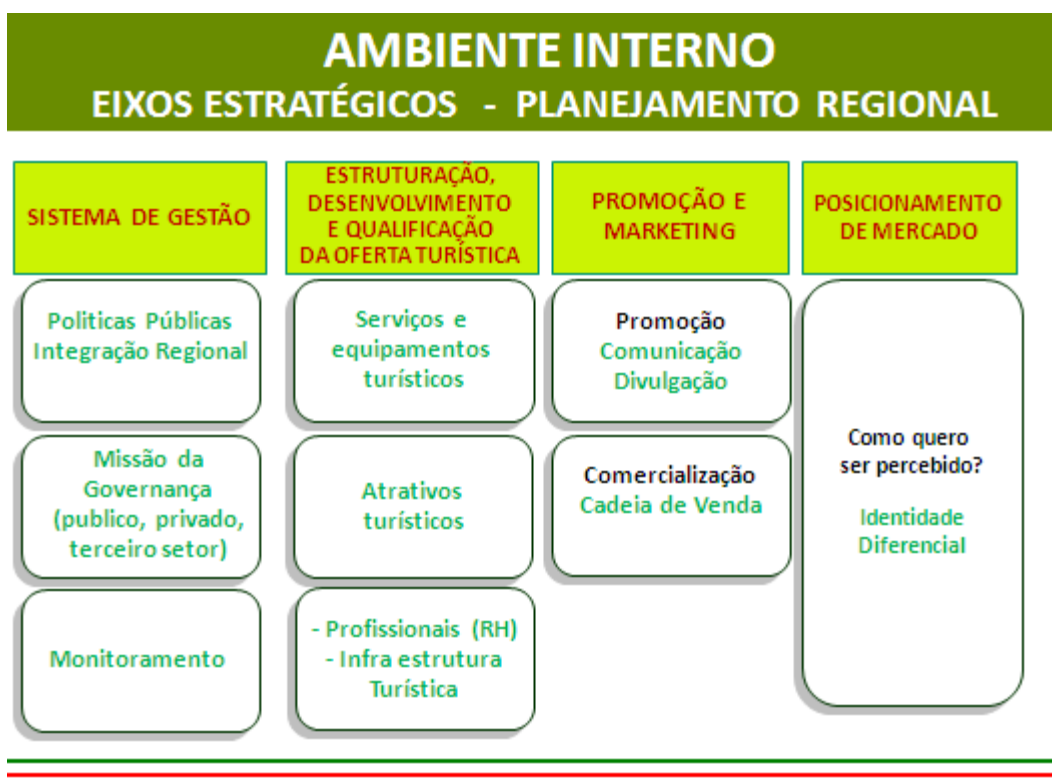 AMBIENTE INTERNO
EIXOS ESTRATÉGICOS - PLANEJAMENTO REGIONAL
SISTEMA DE GESTÃO
Politicas Públicas
Integração Regional
Missão da
Governança
(publico, privado,
terceiro setor)
Monitoramento
ESTRUTURAÇÃO,
DESENVOLVIMENTO
E QUALIFICAÇÃO
DA OFERTA TURÍSTICA
Serviços e
equipamentos
turísticos
Atrativos
turísticos
- Profissionais (RH)
- Infra estrutura
Turística
PROMOÇÃO E
MARKETING
Promoção
Comunicação
Divulgação
Comercialização
Cadeia de Venda
POSICIONAMENTO
DE MERCADO
Como quero
ser percebido?
Identidade
Diferencial